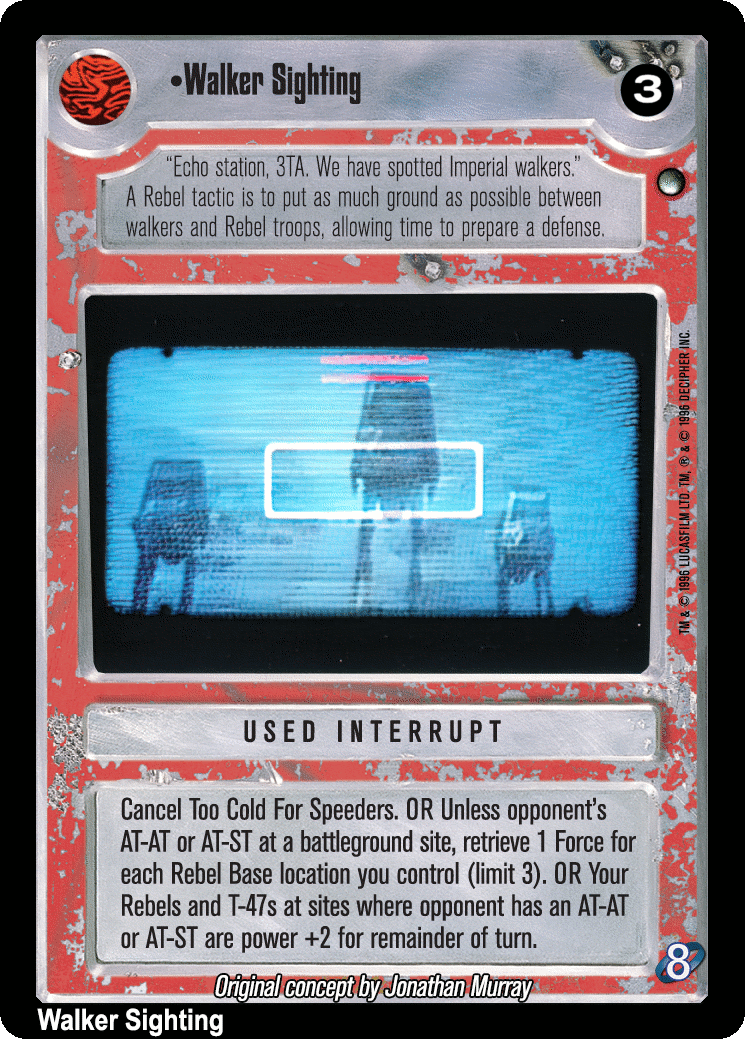 •Walker Sighting
3
“Echo station, 3TA. We have spotted Imperial walkers.”
A Rebel tactic is to put as much ground as possible between
walkers and Rebel troops, allowing time to prepare a defense.
TM & © 1996 LUCASFILM LTD. TM, ® & © 1996 DECIPHER INC.
USED INTERRUPT
Cancel Too Cold For Speeders. OR Unless opponent’s
AT-AT or AT-ST at a battleground site, retrieve 1 Force for
each Rebel Base location you control (limit 3). OR Your
Rebels and T-47s at sites where opponent has an AT-AT
or AT-ST are power +2 for remainder of turn.
8
Original concept by Jonathan Murray
Walker Sighting